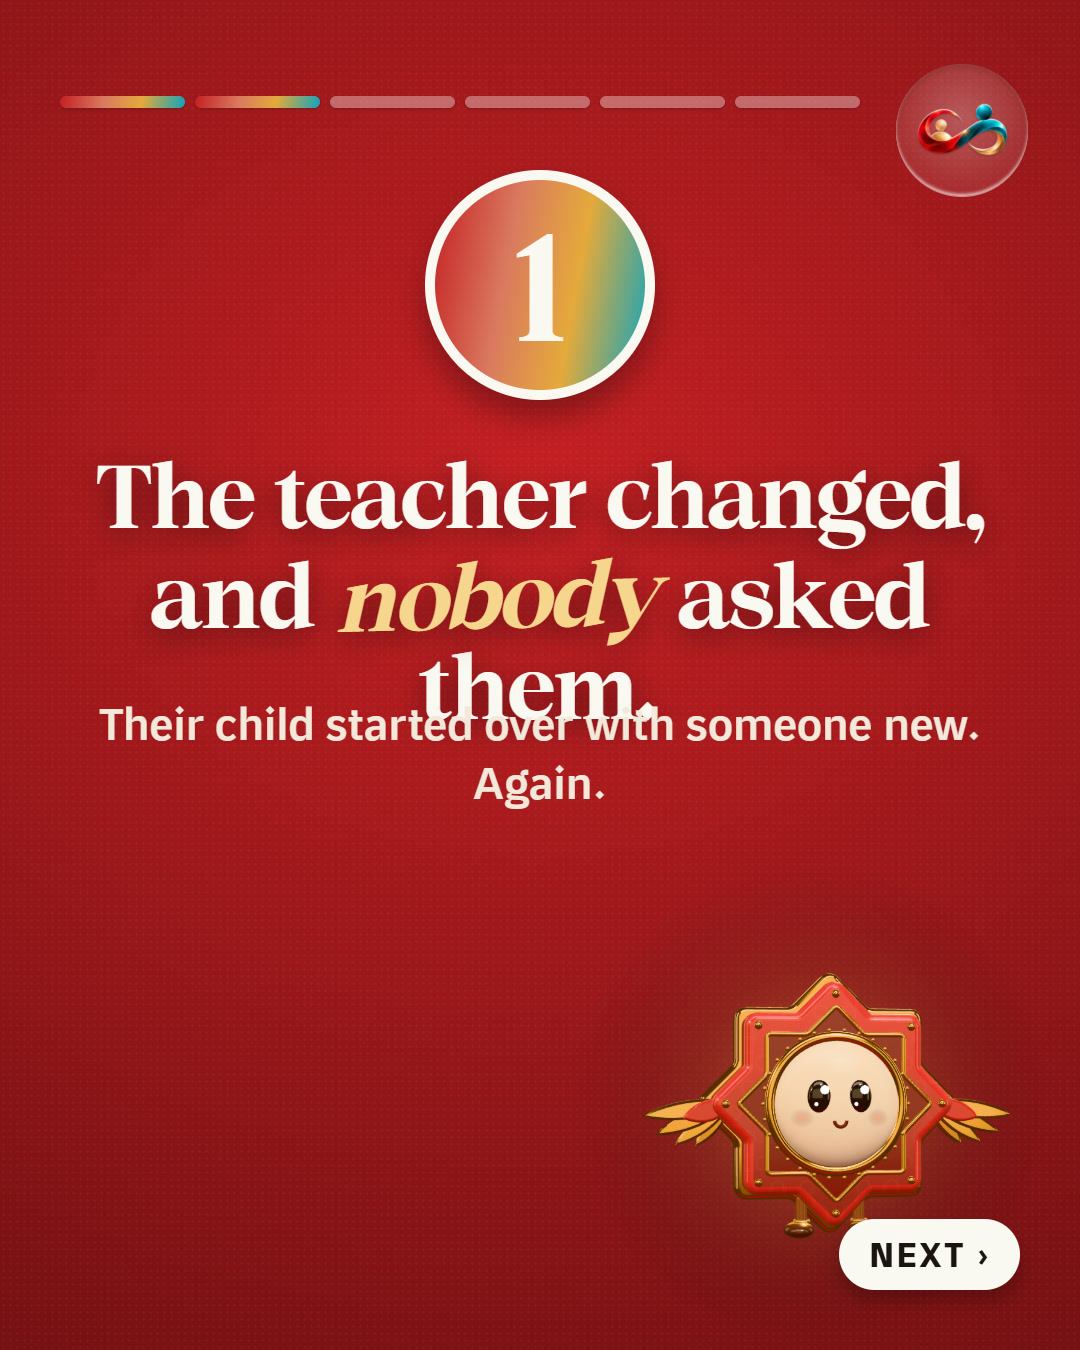 1
The teacher changed,
and nobody asked
them.
Their child started over with someone new.
Again.
NEXT ›